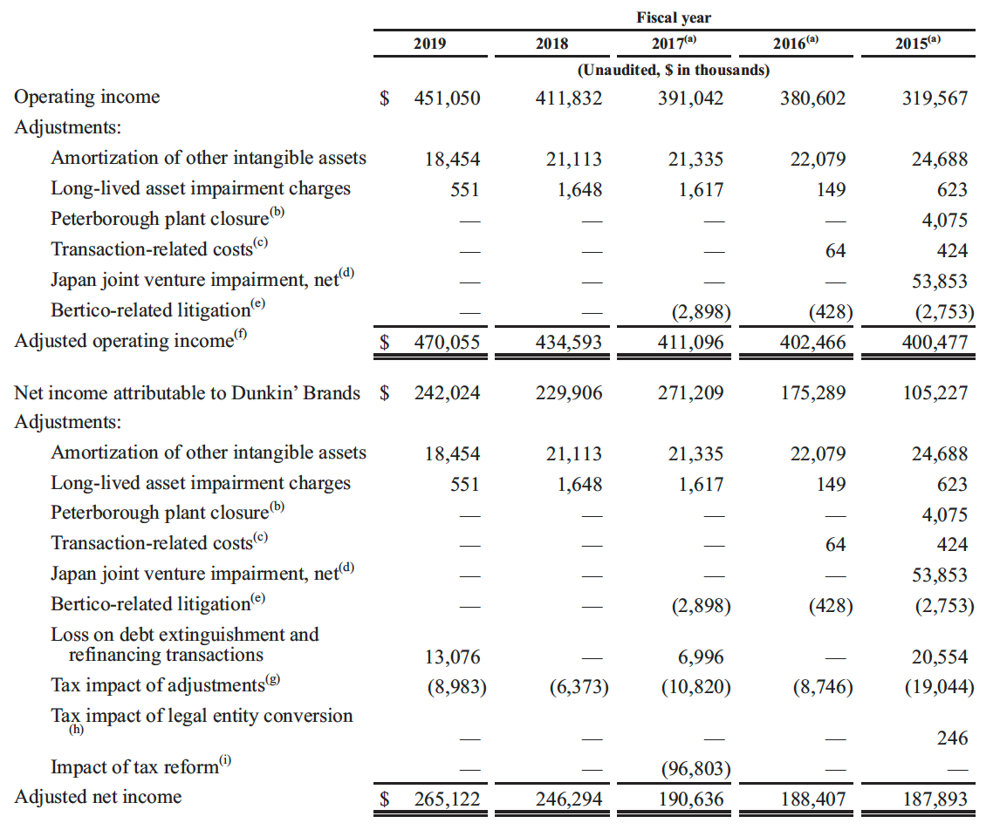 Fiscal year
2019 2018 2017(a) 2016(a) 2015(a)
(Unaudited, $ in thousands)
Operating income $ 451,050 411,832 391,042 380,602 319,567
Adjustments:
Amortization of other intangible assets 18,454 21,113 21,335 22,079 24,688
Long-lived asset impairment charges 551 1,648 1,617 149 623
Peterborough plant closure(b) — — — — 4,075
Transaction-related costs(c) — — — 64 424
Japan joint venture impairment, net(d) — — — — 53,853
Bertico-related litigation(e) — — (2,898) (428) (2,753)
Adjusted operating income(f) $ 470,055 434,593 411,096 402,466 400,477
Net income attributable to Dunkin’ Brands $ 242,024 229,906 271,209 175,289 105,227
Adjustments:
Amortization of other intangible assets 18,454 21,113 21,335 22,079 24,688
Long-lived asset impairment charges 551 1,648 1,617 149 623
Peterborough plant closure(b) — — — — 4,075
Transaction-related costs(c) — — — 64 424
Japan joint venture impairment, net(d) — — — — 53,853
Bertico-related litigation(e) — — (2,898) (428) (2,753)
Loss on debt extinguishment and
refinancing transactions 13,076 — 6,996 — 20,554
Tax impact of adjustments(g) (8,983) (6,373) (10,820) (8,746) (19,044)
Tax impact of legal entity conversion
(h) — — — — 246
Impact of tax reform(i) — — (96,803) — —
Adjusted net income $ 265,122 246,294 190,636 188,407 187,893